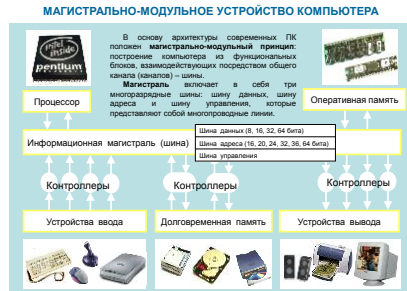 МАГИСТРАЛЬНО-МОДУЛЬНОЕ УСТРОЙСТВО КОМПЬЮТЕРА
В основу архитектуры современных ПК
положен магистрально-модульный принцип:
построение компьютера из функциональных
блоков, взаимодействующих посредством общего
канала (каналов) – шины.
Магистраль включает в себя три
многоразрядные шины: шину данных, шину
адреса и шину управления, которые
представляют собой многопроводные линии.
intel
inside
pentium
Процессор
Оперативная память
Информационная магистраль (шина)
Шина данных (8, 16, 32, 64 бита)
Шина адреса (16, 20, 24, 32, 36, 64 бита)
Шина управления
Контроллеры
Контроллеры
Контроллеры
Устройства ввода
Долговременная память
Устройства вывода